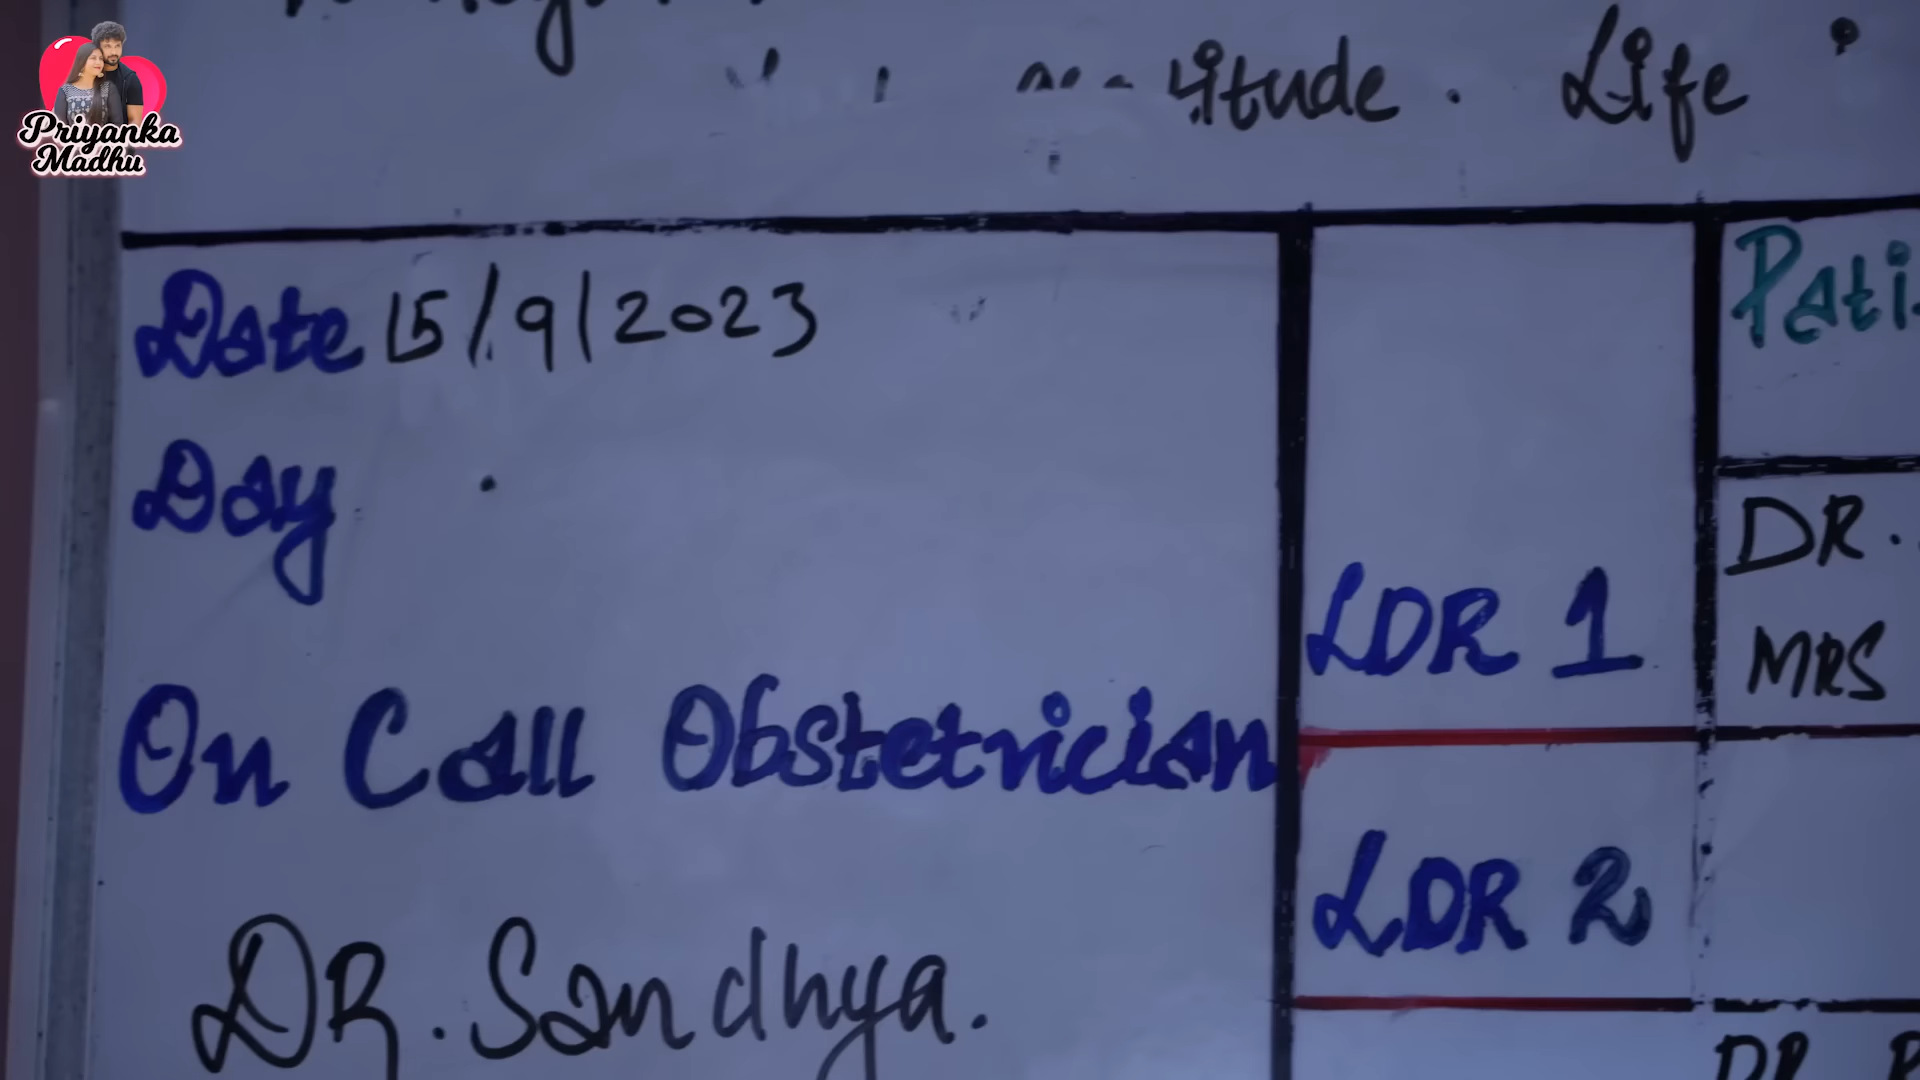 Priyanka
Madhu
Life
Date 15/9/2023
Day
On Call Obstetrician
DR. Sandhya.
LDR 1
LDR 2
DR.
MRS